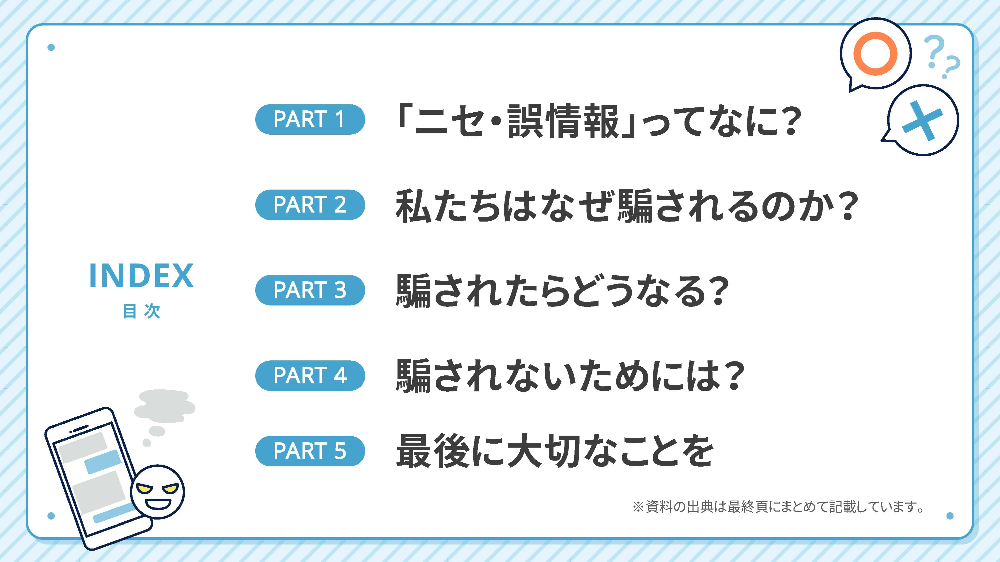 INDEX
目次
PART 1
「ニセ・誤情報」ってなに？
PART 2
私たちはなぜ騙されるのか？
PART 3
騙されたらどうなる？
PART 4
騙されないためには？
PART 5
最後に大切なことを
※資料の出典は最終頁にまとめて記載しています。
??